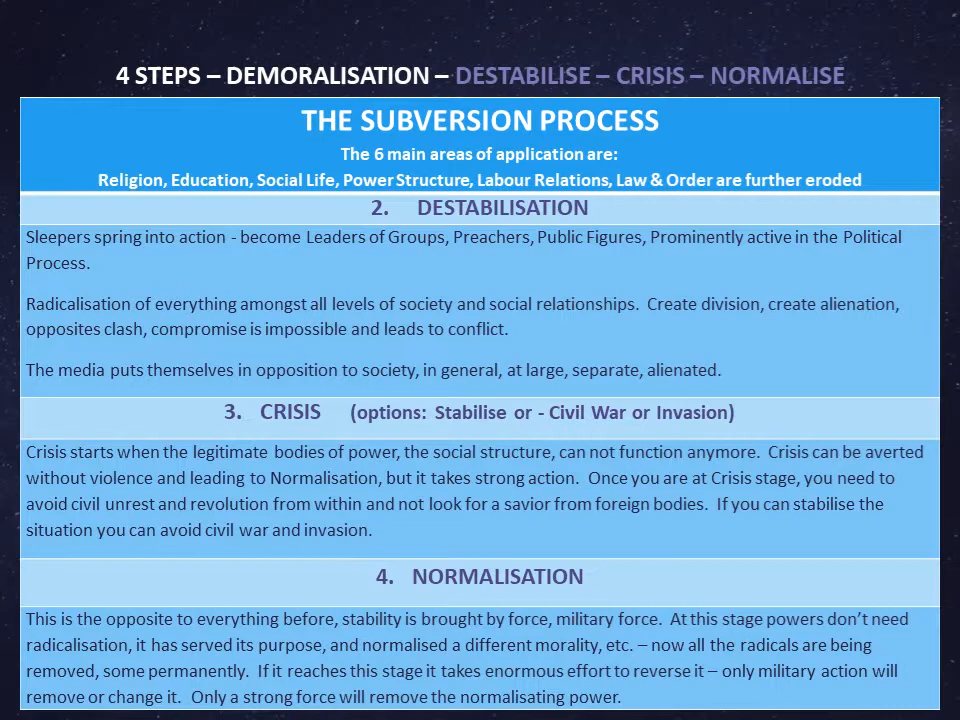 4 STEPS – DEMORALISATION – DESTABILISE – CRISIS – NORMALISE
THE SUBVERSION PROCESS
The 6 main areas of application are:
Religion, Education, Social Life, Power Structure, Labour Relations, Law & Order are further eroded
2. DESTABILISATION
Sleepers spring into action - become Leaders of Groups, Preachers, Public Figures, Prominently active in the Political
Process.
Radicalisation of everything amongst all levels of society and social relationships. Create division, create alienation,
opposites clash, compromise is impossible and leads to conflict.
The media puts themselves in opposition to society, in general, at large, separate, alienated.
3. CRISIS (options: Stabilise or - Civil War or Invasion)
Crisis starts when the legitimate bodies of power, the social structure, can not function anymore. Crisis can be averted
without violence and leading to Normalisation, but it takes strong action. Once you are at Crisis stage, you need to
avoid civil unrest and revolution from within and not look for a savior from foreign bodies. If you can stabilise the
situation you can avoid civil war and invasion.
4. NORMALISATION
This is the opposite to everything before, stability is brought by force, military force. At this stage powers don't need
radicalisation, it has served its purpose, and normalised a different morality, etc. – now all the radicals are being
removed, some permanently. If it reaches this stage it takes enormous effort to reverse it – only military action will
remove or change it. Only a strong force will remove the normalisating power.